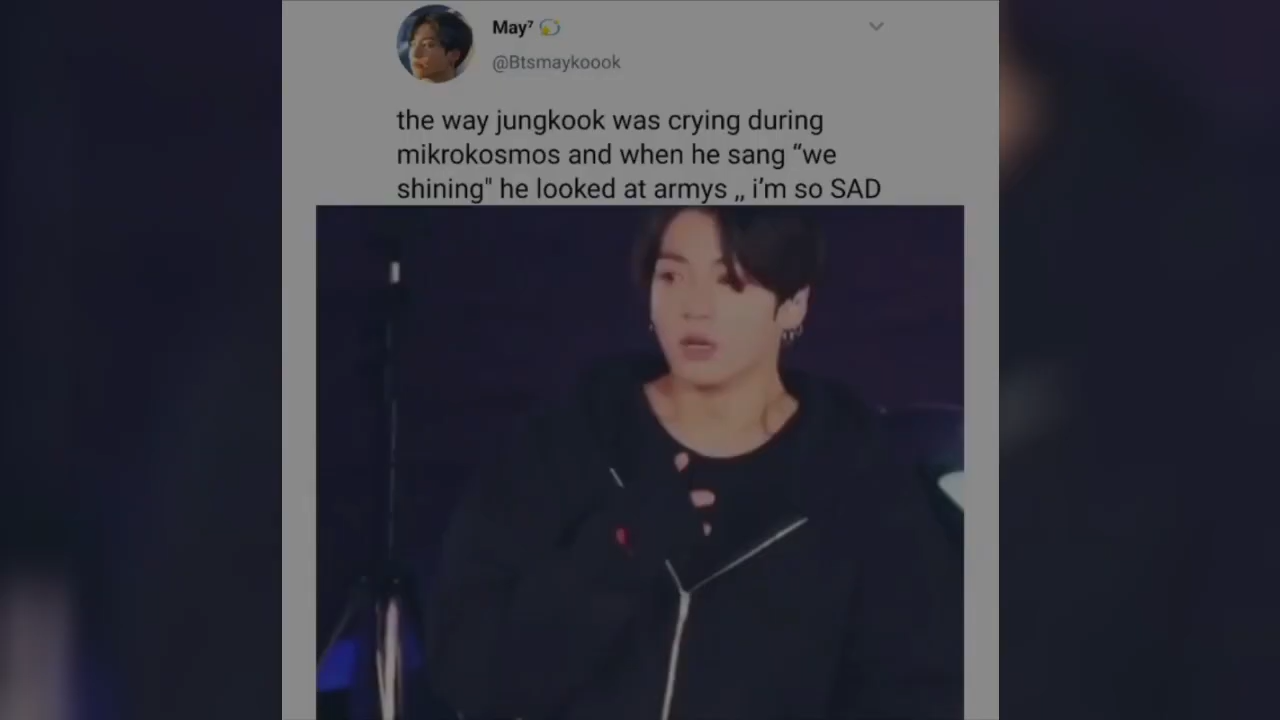 May⁷ 💫
@Btsmaykoook
the way jungkook was crying during
mikrokosmos and when he sang “we
shining" he looked at armys ,, i’m so SAD